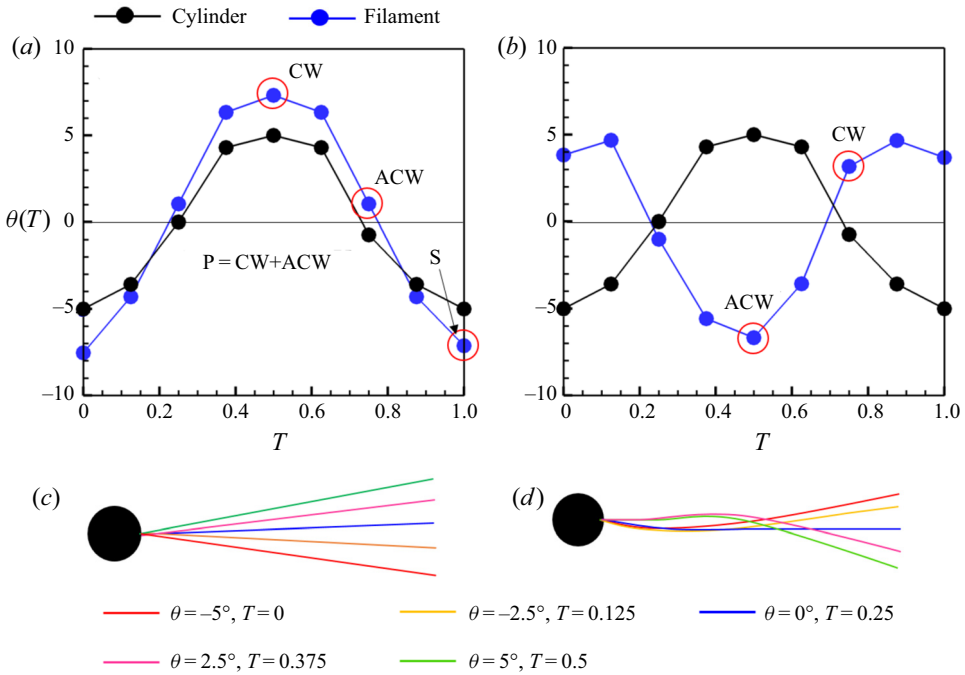 Cylinder Filament
(a) (b)
10 10
CW
CW
5 5
ACW
θ(T) 0 0
P = CW+ACW S
–5 –5
ACW
–10 –10
0 0.2 0.4 0.6 0.8 1.0 0 0.2 0.4 0.6 0.8 1.0
T T
(c) (d)
θ = –5°, T = 0 θ = –2.5°, T = 0.125 θ = 0°, T = 0.25
θ = 2.5°, T = 0.375 θ = 5°, T = 0.5